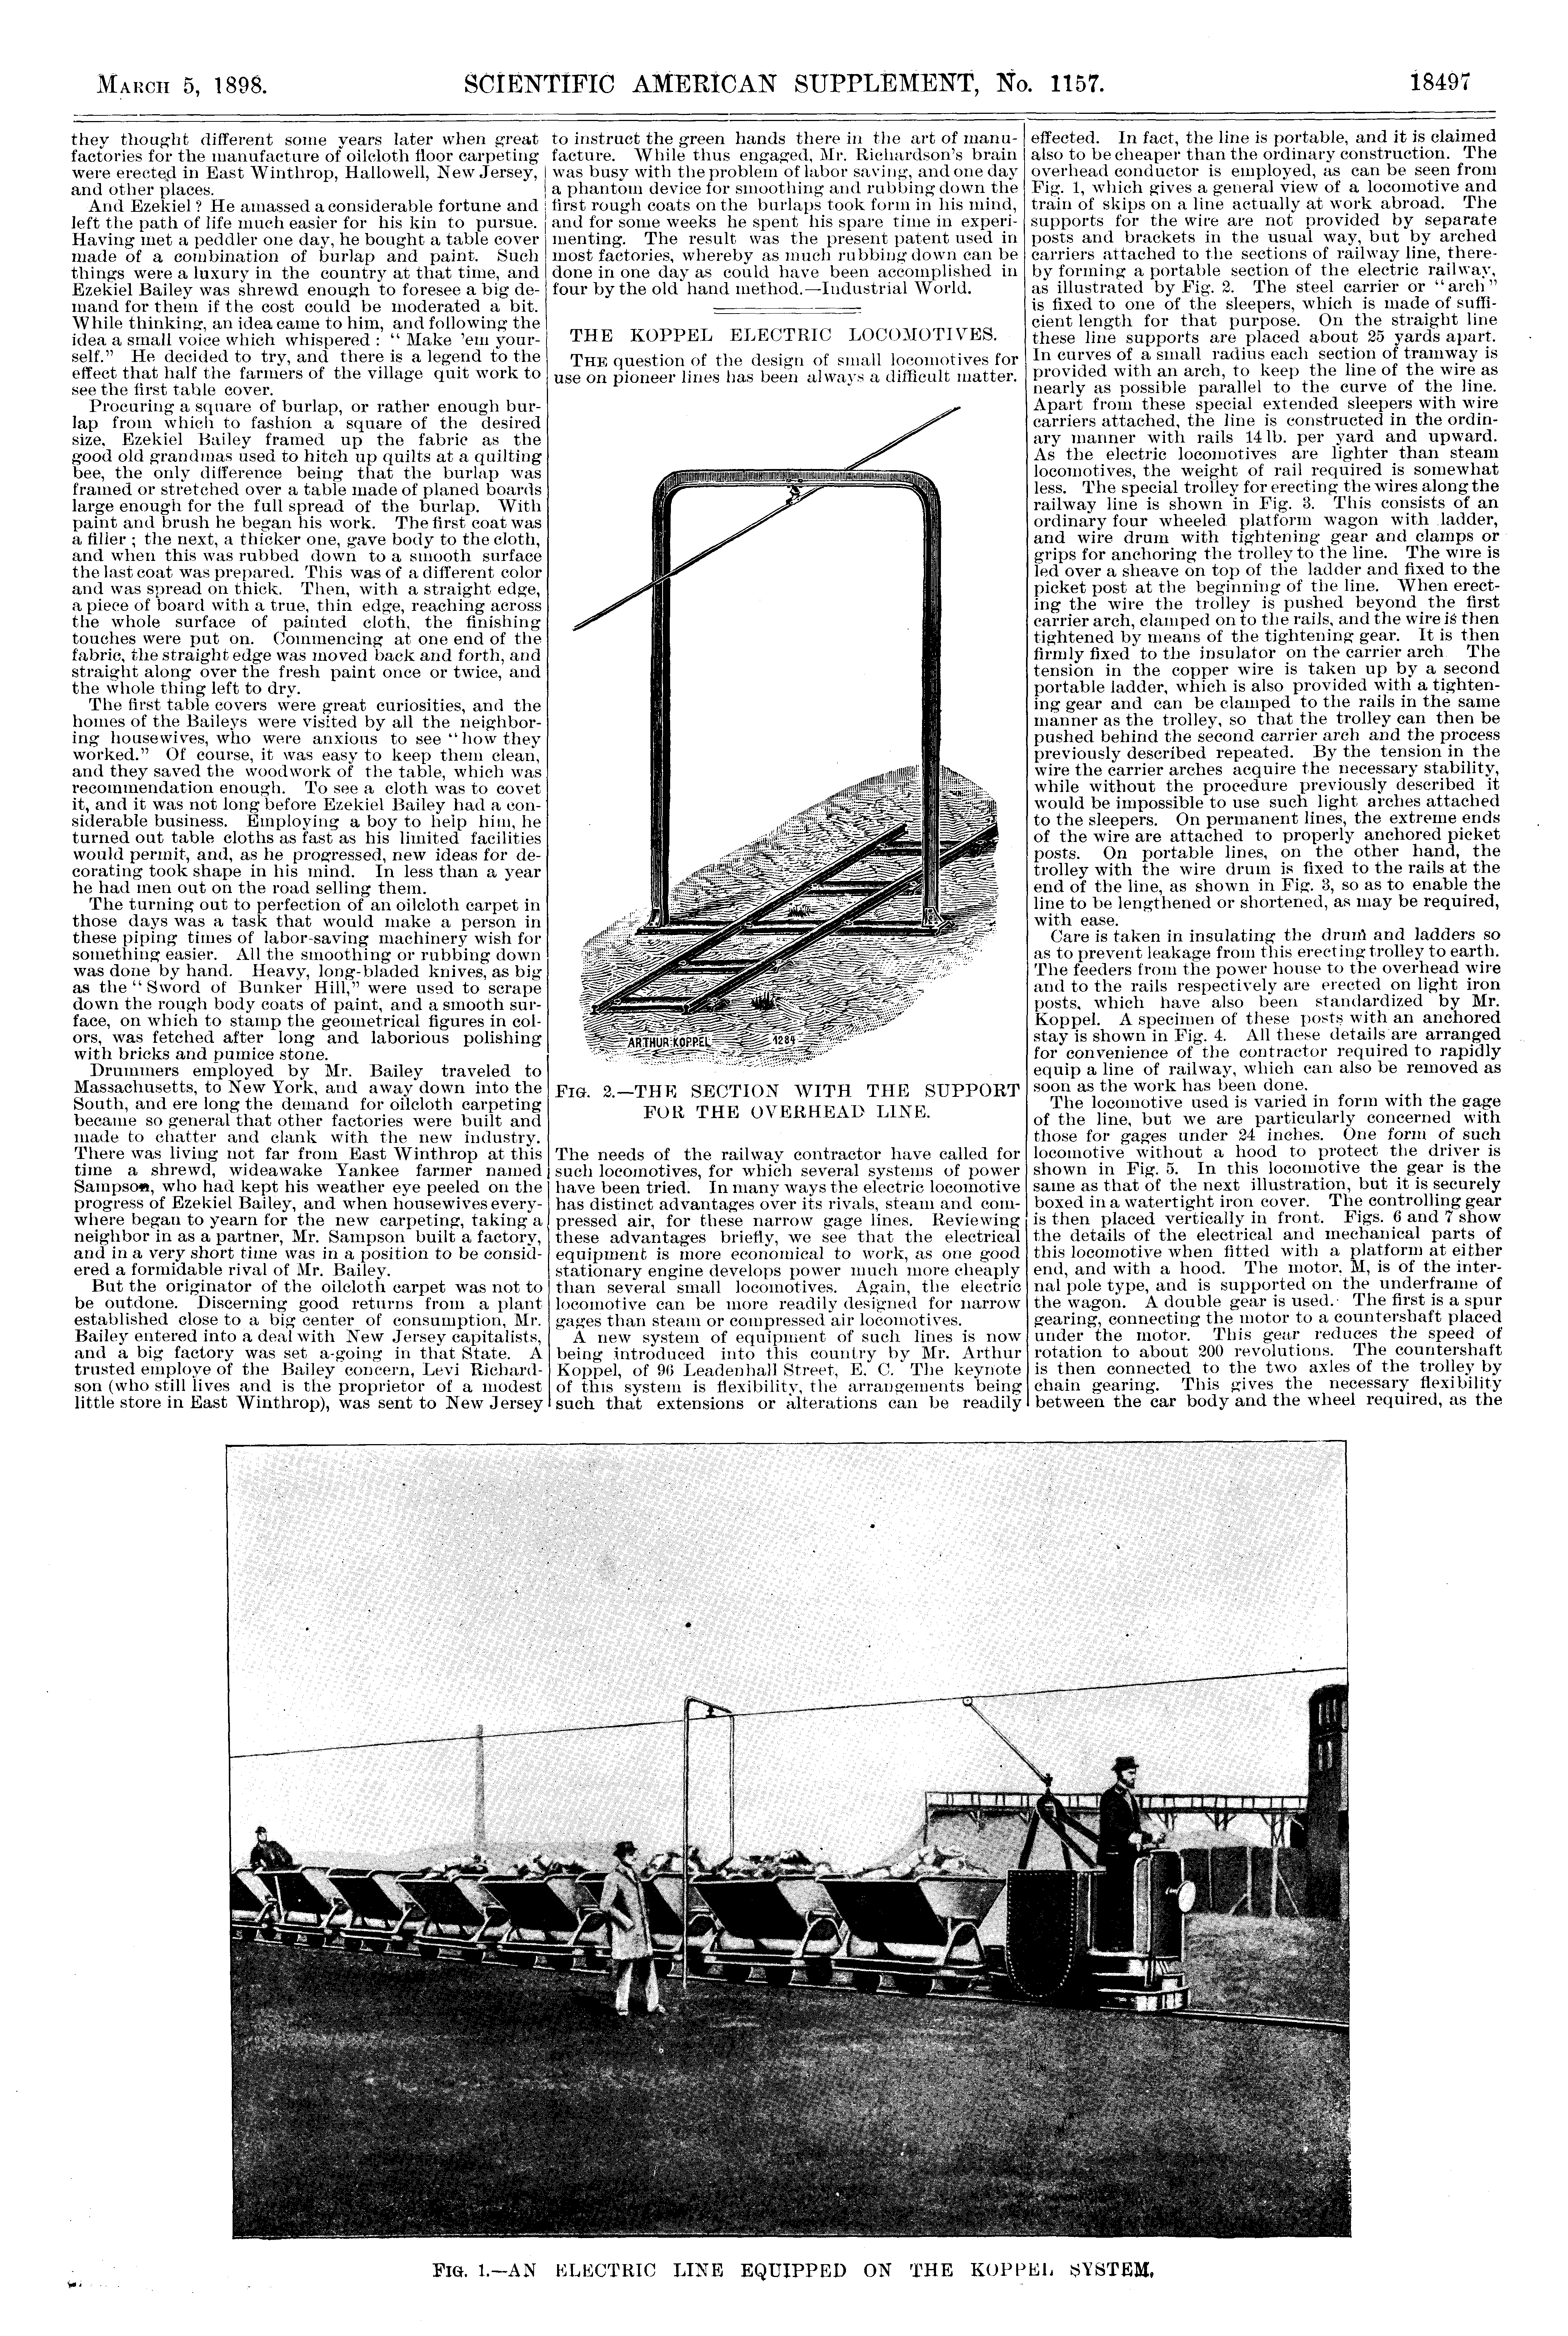 MARCH 5, 1898.
SCIENTIFIC AMERICAN SUPPLEMENT, No. 1157.
18497
they thought different some years later when great
factories for the manufacture of oilcloth floor carpeting
were erected in East Winthrop, Hallowell, New Jersey,
and other places.
And Ezekiel? He amassed a considerable fortune and
left the path of life much easier for his kin to pursue.
Having met a peddler one day, he bought a table cover
made of a combination of burlap and paint. Such
things were a luxury in the country at that time, and
Ezekiel Bailey was shrewd enough to foresee a big de-
mand for them if the cost could be moderated a bit.
While thinking, an idea came to him, and following the
idea a small voice which whispered: "Make 'em your-
self." He decided to try, and there is a legend to the
effect that half the farmers of the village quit work to
see the first table cover.
Procuring a square of burlap, or rather enough bur-
lap from which to fashion a square of the desired
size, Ezekiel Bailey framed up the fabric as the
good old grandmas used to hitch up quilts at a quilting
bee, the only difference being that the burlap was
framed or stretched over a table made of planed boards
large enough for the full spread of the burlap. With
paint and brush he began his work. The first coat was
a filler; the next, a thicker one, gave body to the cloth,
and when this was rubbed down to a smooth surface
the last coat was prepared. This was of a different color
and was spread on thick. Then, with a straight edge,
a piece of board with a true, thin edge, reaching across
the whole surface of painted cloth, the finishing
touches were put on. Commencing at one end of the
fabric, the straight edge was moved back and forth, and
straight along over the fresh paint once or twice, and
the whole thing left to dry.
The first table covers were great curiosities, and the
homes of the Baileys were visited by all the neighbor-
ing housewives, who were anxious to see "how they
worked." Of course, it was easy to keep them clean,
and they saved the woodwork of the table, which was
recommendation enough. To see a cloth was to covet
it, and it was not long before Ezekiel Bailey had a con-
siderable business. Employing a boy to help him, he
turned out table cloths as fast as his limited facilities
would permit, and, as he progressed, new ideas for de-
corating took shape in his mind. In less than a year
he had men out on the road selling them.
The turning out to perfection of an oilcloth carpet in
those days was a task that would make a person in
these piping times of labor-saving machinery wish for
something easier. All the smoothing or rubbing down
was done by hand. Heavy, long-bladed knives, as big
as the "Sword of Bunker Hill," were used to scrape
down the rough body coats of paint, and a smooth sur-
face, on which to stamp the geometrical figures in col-
ors, was fetched after long and laborious polishing
with bricks and pumice stone.
Drummers employed by Mr. Bailey traveled to
Massachusetts, to New York, and away down into the
South, and ere long the demand for oilcloth carpeting
became so general that other factories were built and
made to chatter and clank with the new industry.
There was living not far from East Winthrop at this
time a shrewd, wideawake Yankee farmer named
Sampson, who had kept his weather eye peeled on the
progress of Ezekiel Bailey, and when housewives every-
where began to yearn for the new carpeting, taking a
neighbor in as a partner, Mr. Sampson built a factory,
and in a very short time was in a position to be consid-
ered a formidable rival of Mr. Bailey.
But the originator of the oilcloth carpet was not to
be outdone. Discerning good returns from a plant
established close to a big center of consumption, Mr.
Bailey entered into a deal with New Jersey capitalists,
and a big factory was set a-going in that State. A
trusted employe of the Bailey concern, Levi Richard-
son (who still lives and is the proprietor of a modest
little store in East Winthrop), was sent to New Jersey
to instruct the green hands there in the art of manu-
facture. While thus engaged, Mr. Richardson's brain
was busy with the problem of labor saving, and one day
a phantom device for smoothing and rubbing down the
first rough coats on the burlaps took form in his mind,
and for some weeks he spent his spare time in experi-
menting. The result was the present patent used in
most factories, whereby as much rubbing down can be
done in one day as could have been accomplished in
four by the old hand method.—Industrial World.
THE KOPPEL ELECTRIC LOCOMOTIVES.
THE question of the design of small locomotives for
use on pioneer lines has been always a difficult matter.
ARTHUR KOPPEL 1284
FIG. 2.—THE SECTION WITH THE SUPPORT
FOR THE OVERHEAD LINE.
The needs of the railway contractor have called for
such locomotives, for which several systems of power
have been tried. In many ways the electric locomotive
has distinct advantages over its rivals, steam and com-
pressed air, for these narrow gage lines. Reviewing
these advantages briefly, we see that the electrical
equipment is more economical to work, as one good
stationary engine develops power much more cheaply
than several small locomotives. Again, the electric
locomotive can be more readily designed for narrow
gages than steam or compressed air locomotives.
A new system of equipment of such lines is now
being introduced into this country by Mr. Arthur
Koppel, of 96 Leadenhall Street, E. C. The keynote
of this system is flexibility, the arrangements being
such that extensions or alterations can be readily
effected. In fact, the line is portable, and it is claimed
also to be cheaper than the ordinary construction. The
overhead conductor is employed, as can be seen from
Fig. 1, which gives a general view of a locomotive and
train of skips on a line actually at work abroad. The
supports for the wire are not provided by separate
posts and brackets in the usual way, but by arched
carriers attached to the sections of railway line, there-
by forming a portable section of the electric railway,
as illustrated by Fig. 2. The steel carrier or "arch"
is fixed to one of the sleepers, which is made of suffi-
cient length for that purpose. On the straight line
these line supports are placed about 25 yards apart.
In curves of a small radius each section of tramway is
provided with an arch, to keep the line of the wire as
nearly as possible parallel to the curve of the line.
Apart from these special extended sleepers with wire
carriers attached, the line is constructed in the ordin-
ary manner with rails 14 lb. per yard and upward.
As the electric locomotives are lighter than steam
locomotives, the weight of rail required is somewhat
less. The special trolley for erecting the wires along the
railway line is shown in Fig. 3. This consists of an
ordinary four wheeled platform wagon with ladder,
and wire drum with tightening gear and clamps or
grips for anchoring the trolley to the line. The wire is
led over a sheave on top of the ladder and fixed to the
picket post at the beginning of the line. When erect-
ing the wire the trolley is pushed beyond the first
carrier arch, clamped on to the rails, and the wire is then
tightened by means of the tightening gear. It is then
firmly fixed to the insulator on the carrier arch The
tension in the copper wire is taken up by a second
portable ladder, which is also provided with a tighten-
ing gear and can be clamped to the rails in the same
manner as the trolley, so that the trolley can then be
pushed behind the second carrier arch and the process
previously described repeated. By the tension in the
wire the carrier arches acquire the necessary stability,
while without the procedure previously described it
would be impossible to use such light arches attached
to the sleepers. On permanent lines, the extreme ends
of the wire are attached to properly anchored picket
posts. On portable lines, on the other hand, the
trolley with the wire drum is fixed to the rails at the
end of the line, as shown in Fig. 3, so as to enable the
line to be lengthened or shortened, as may be required,
with ease.
Care is taken in insulating the drum and ladders so
as to prevent leakage from this erecting trolley to earth.
The feeders from the power house to the overhead wire
and to the rails respectively are erected on light iron
posts, which have also been standardized by Mr.
Koppel. A specimen of these posts with an anchored
stay is shown in Fig. 4. All these details are arranged
for convenience of the contractor required to rapidly
equip a line of railway, which can also be removed as
soon as the work has been done.
The locomotive used is varied in form with the gage
of the line, but we are particularly concerned with
those for gages under 24 inches. One form of such
locomotive without a hood to protect the driver is
shown in Fig. 5. In this locomotive the gear is the
same as that of the next illustration, but it is securely
boxed in a watertight iron cover. The controlling gear
is then placed vertically in front. Figs. 6 and 7 show
the details of the electrical and mechanical parts of
this locomotive when fitted with a platform at either
end, and with a hood. The motor, M, is of the inter-
nal pole type, and is supported on the underframe of
the wagon. A double gear is used. The first is a spur
gearing, connecting the motor to a countershaft placed
under the motor. This gear reduces the speed of
rotation to about 200 revolutions. The countershaft
is then connected to the two axles of the trolley by
chain gearing. This gives the necessary flexibility
between the car body and the wheel required, as the
FIG. 1.—AN ELECTRIC LINE EQUIPPED ON THE KOPPEL SYSTEM.